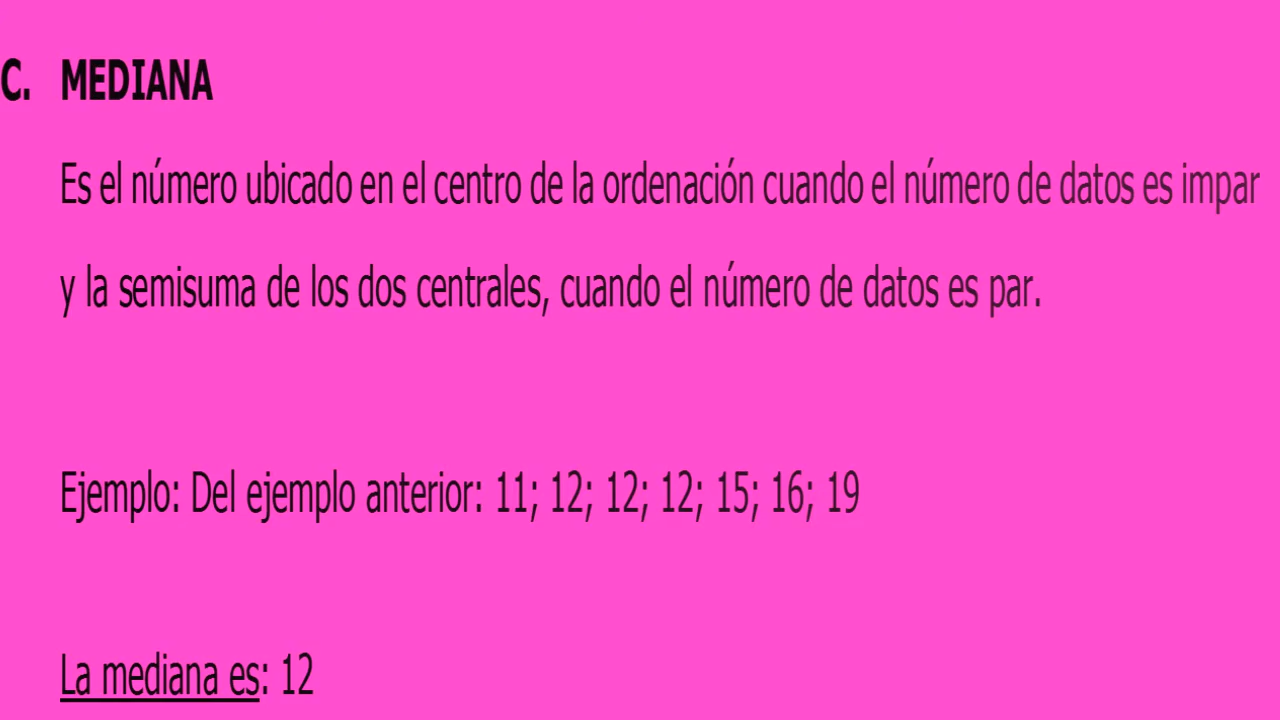 C. MEDIANA
Es el número ubicado en el centro de la ordenación cuando el número de datos es impar
y la semisuma de los dos centrales, cuando el número de datos es par.
Ejemplo: Del ejemplo anterior: 11; 12; 12; 12; 15; 16; 19
La mediana es: 12